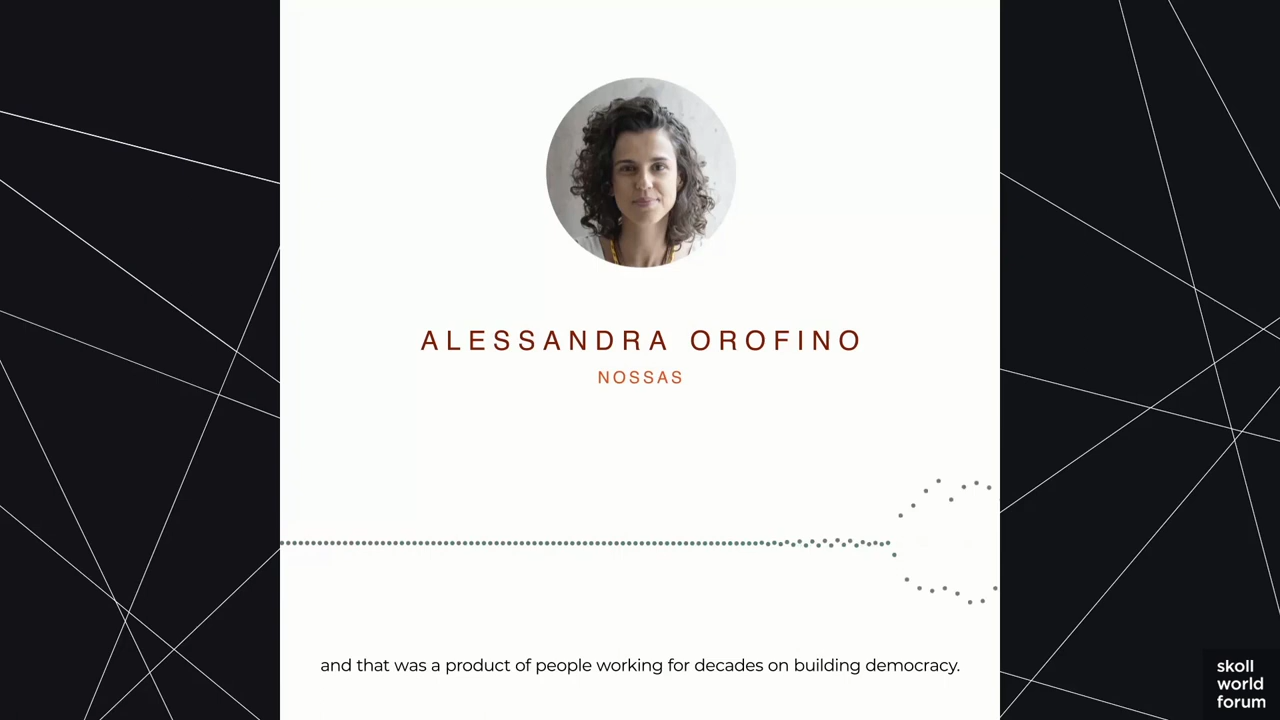 ALESSANDRA OROFINO
NOSSAS
and that was a product of people working for decades on building democracy.
skoll
world
forum